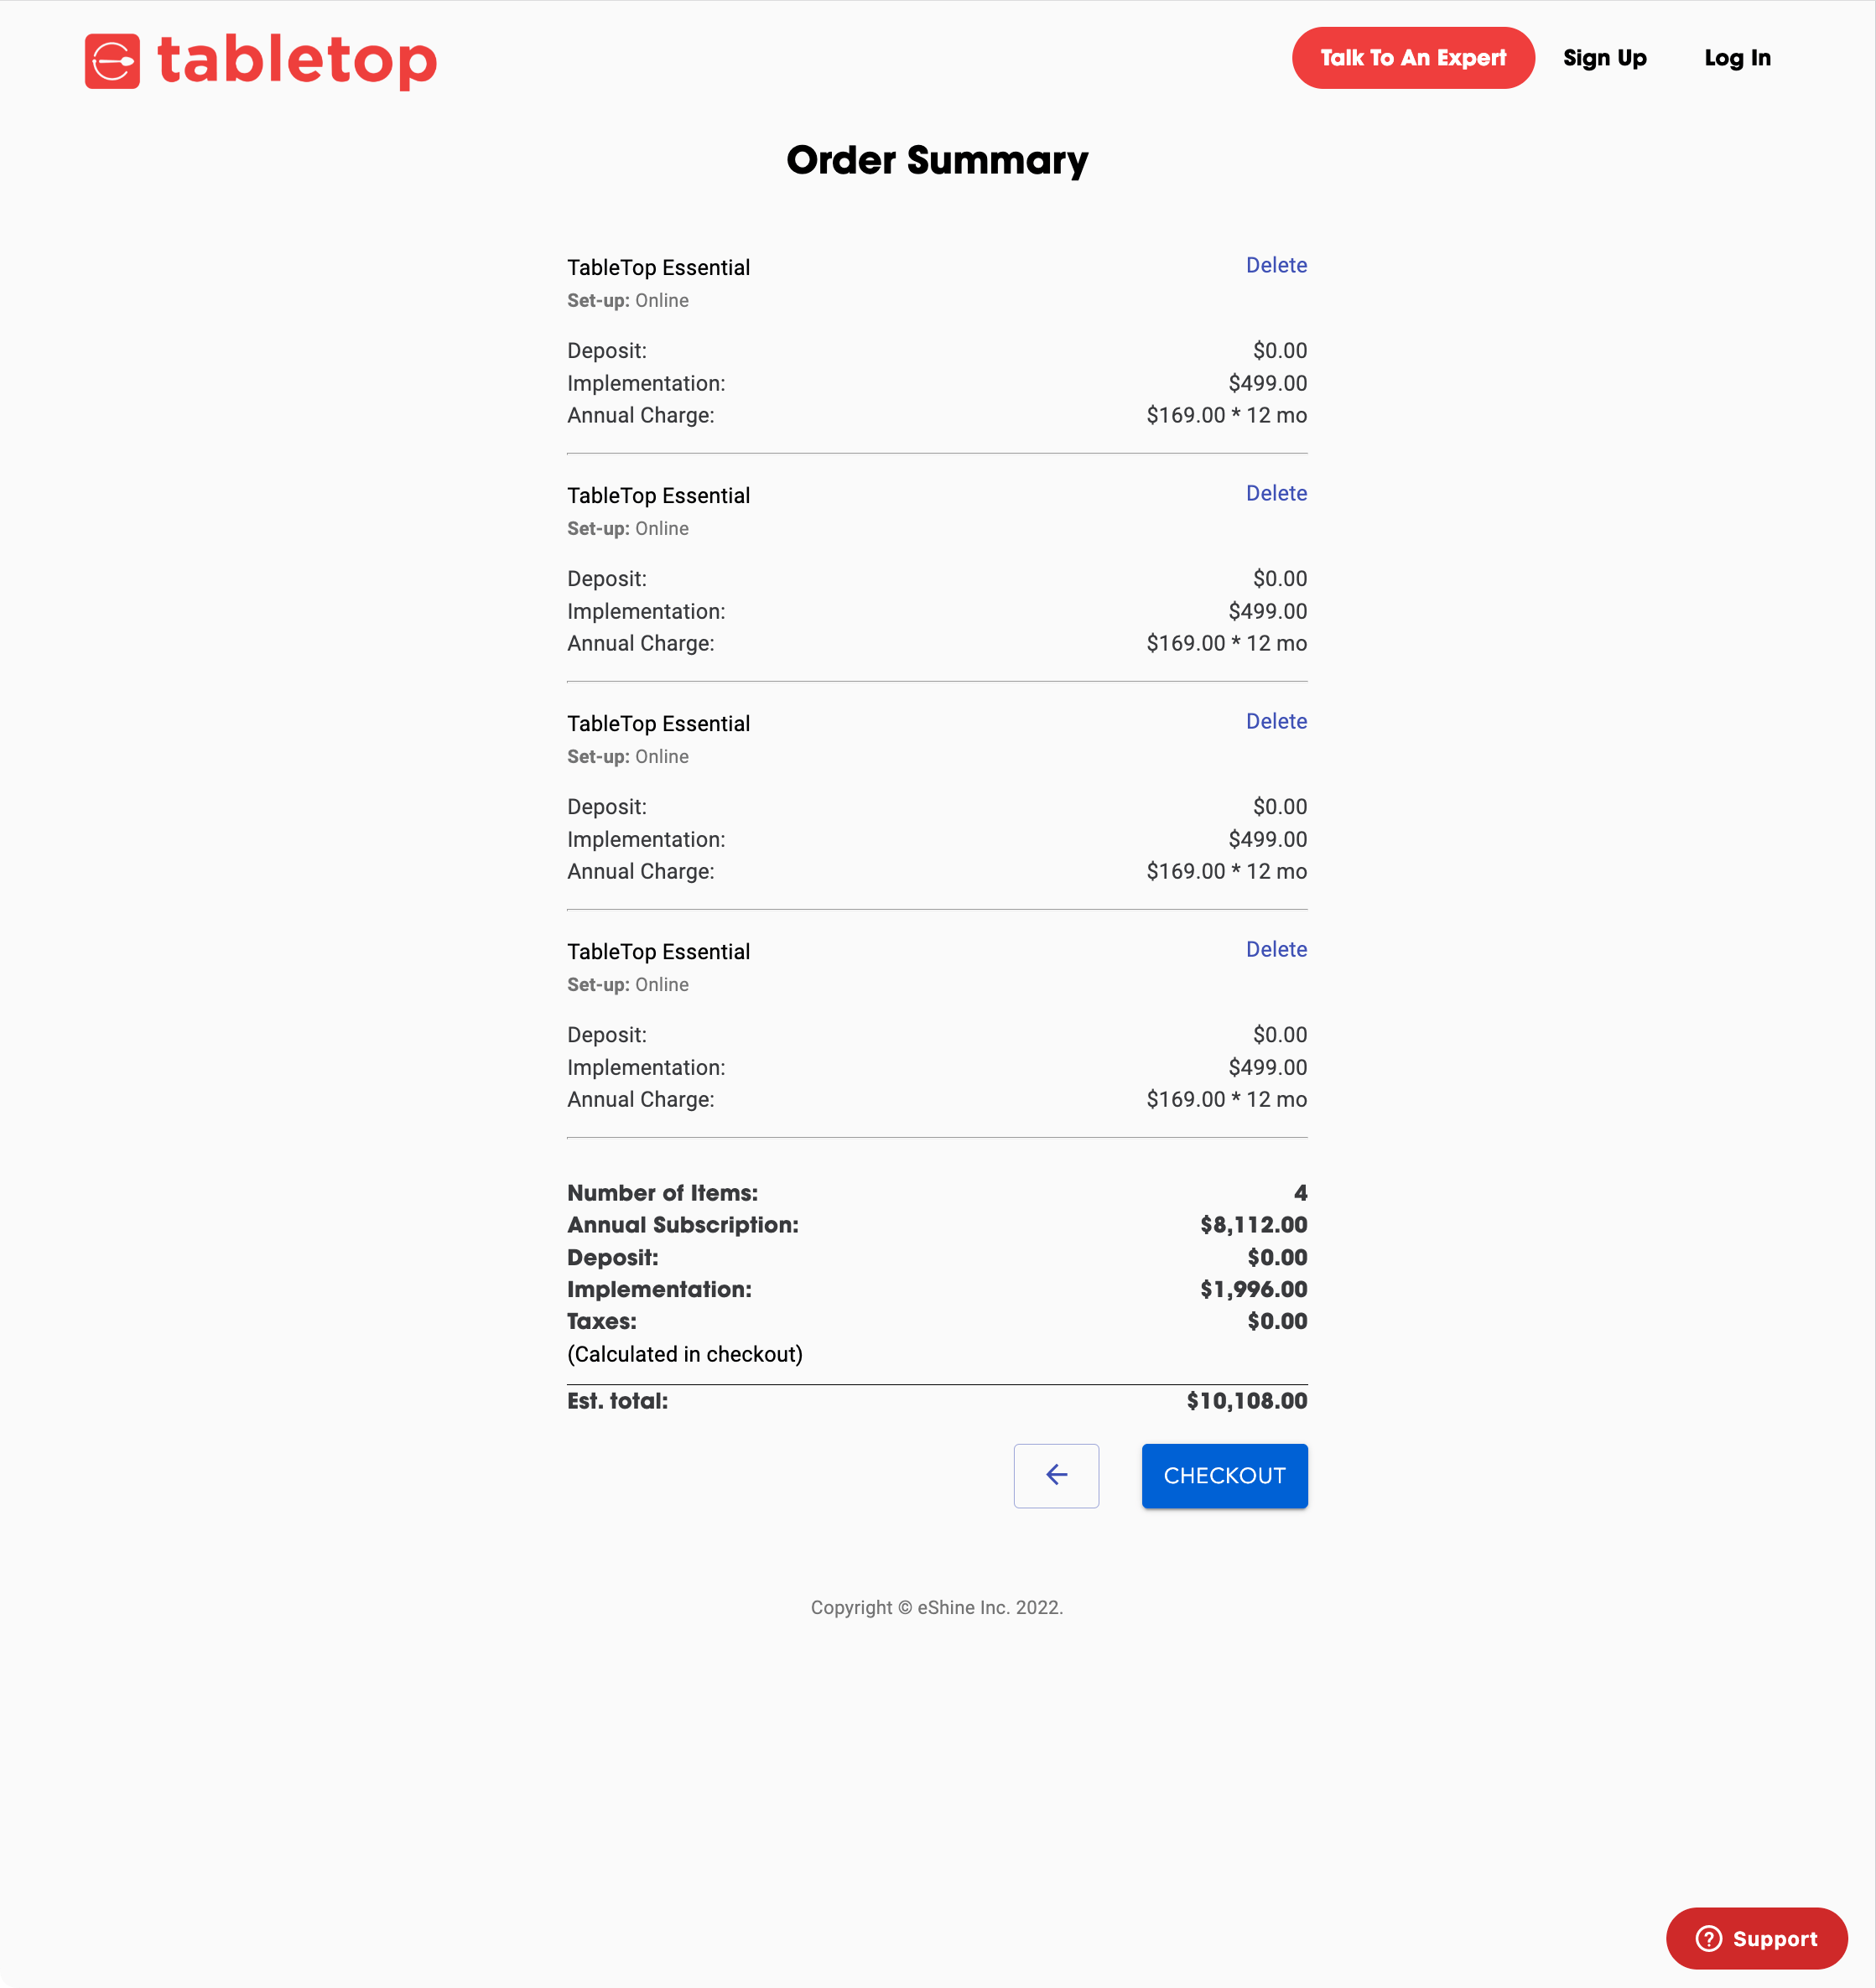 tabletop
Talk To An Expert Sign Up Log In
Order Summary
TableTop Essential Delete
Set-up: Online
Deposit: $0.00
Implementation: $499.00
Annual Charge: $169.00 * 12 mo
TableTop Essential Delete
Set-up: Online
Deposit: $0.00
Implementation: $499.00
Annual Charge: $169.00 * 12 mo
TableTop Essential Delete
Set-up: Online
Deposit: $0.00
Implementation: $499.00
Annual Charge: $169.00 * 12 mo
TableTop Essential Delete
Set-up: Online
Deposit: $0.00
Implementation: $499.00
Annual Charge: $169.00 * 12 mo
Number of Items: 4
Annual Subscription: $8,112.00
Deposit: $0.00
Implementation: $1,996.00
Taxes: $0.00
(Calculated in checkout)
Est. total: $10,108.00
CHECKOUT
Copyright © eShine Inc. 2022.
Support